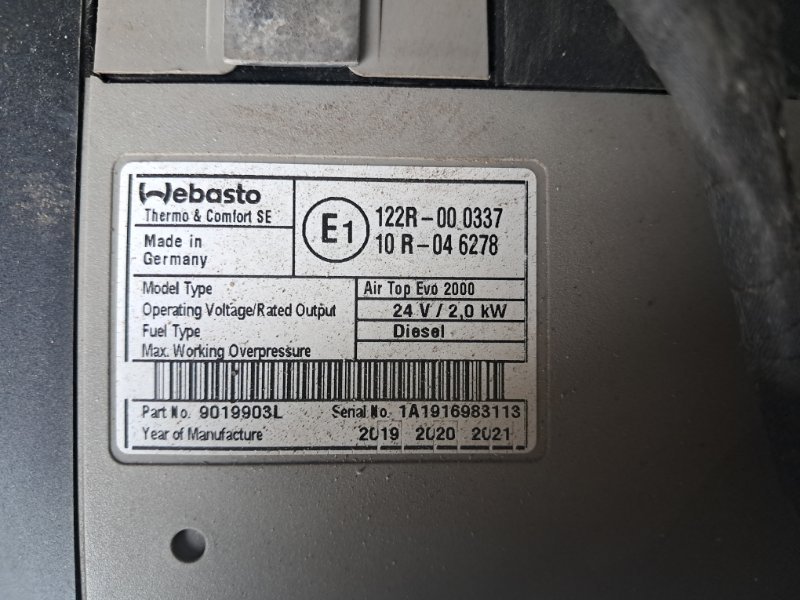 Webasto
Thermo & Comfort SE
Made in
Germany
E1
122R-00 0337
10 R-04 6278
Model Type Air Top Evo 2000
Operating Voltage/Rated Output 24 V / 2,0 kW
Fuel Type Diesel
Max. Working Overpressure
Part No. 9019903L Serial No. 1A1916983113
Year of Manufacture 2019 2020 2021